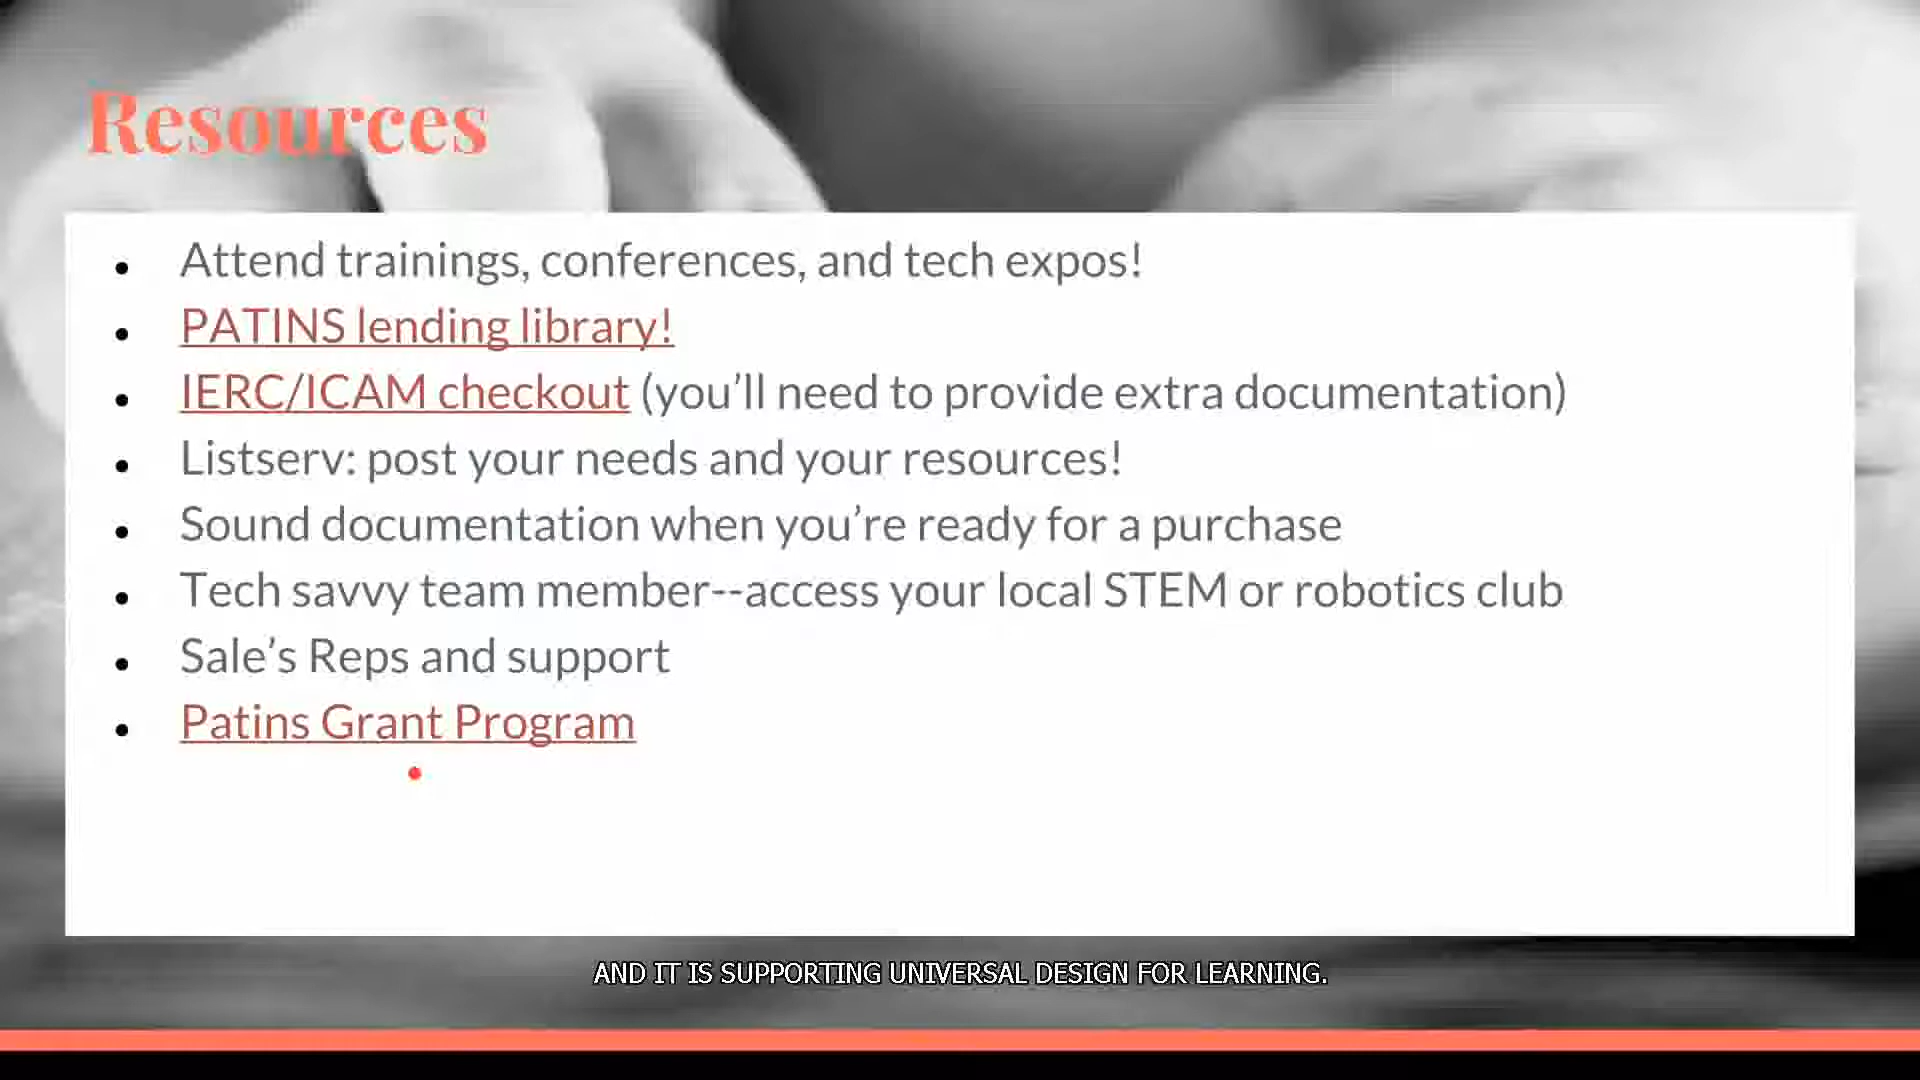 Resources
• Attend trainings, conferences, and tech expos!
• PATINS lending library!
• IERC/ICAM checkout (you’ll need to provide extra documentation)
• Listserv: post your needs and your resources!
• Sound documentation when you’re ready for a purchase
• Tech savvy team member--access your local STEM or robotics club
• Sale’s Reps and support
• Patins Grant Program
AND IT IS SUPPORTING UNIVERSAL DESIGN FOR LEARNING.